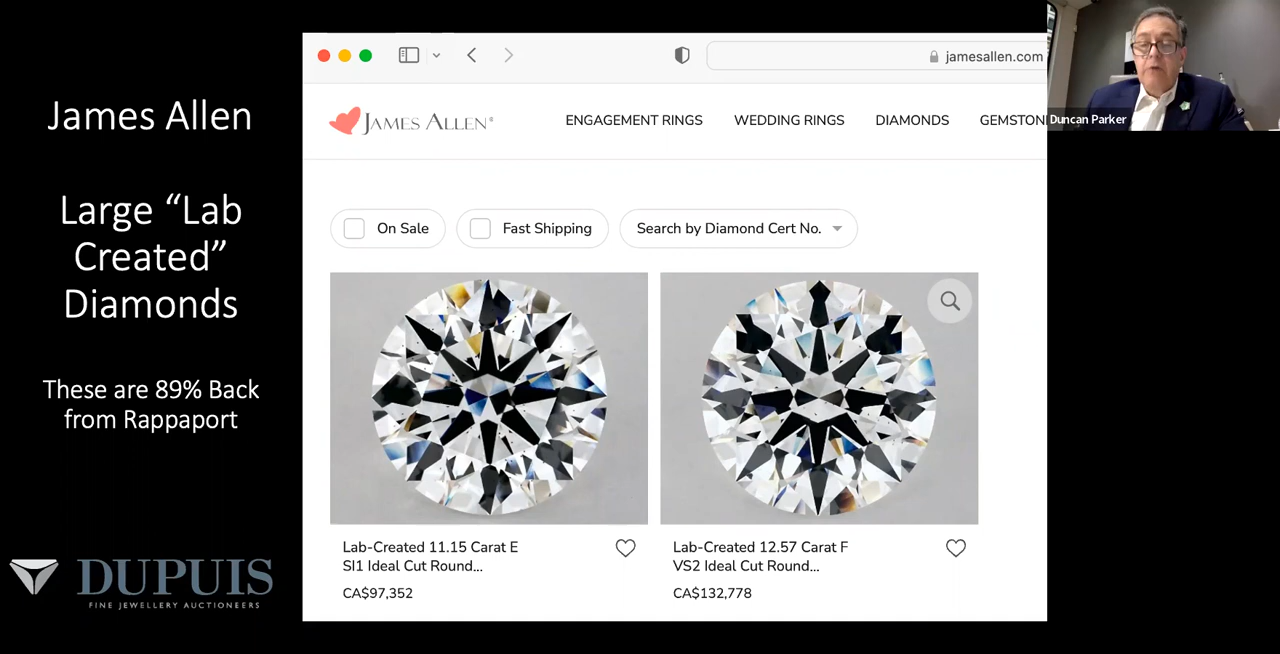 James Allen
Large “Lab
Created”
Diamonds
These are 89% Back
from Rappaport
DUPUIS
FINE JEWELLERY AUCTIONEERS
jamesallen.com
JAMES ALLEN®
ENGAGEMENT RINGS
WEDDING RINGS
DIAMONDS
GEMSTON
On Sale
Fast Shipping
Search by Diamond Cert No.
Lab-Created 11.15 Carat E
SI1 Ideal Cut Round...
CA$97,352
Lab-Created 12.57 Carat F
VS2 Ideal Cut Round...
CA$132,778
Duncan Parker